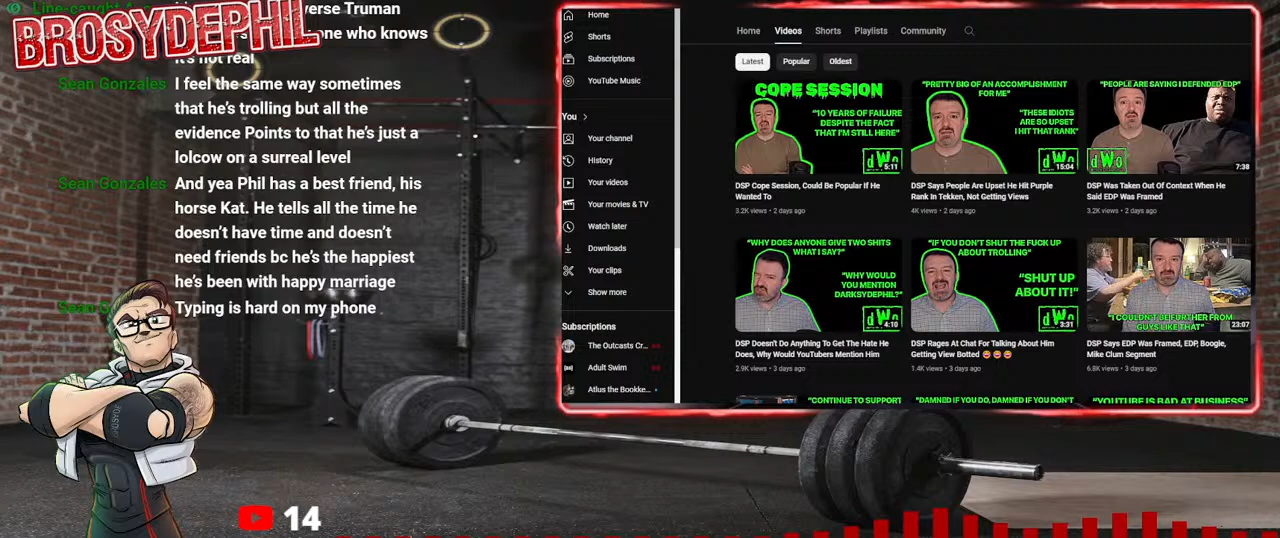 verse Truman
one who knows
it's not real
BROSYDEPHIL
Sean Gonzales I feel the same way sometimes
that he's trolling but all the
evidence Points to that he's just a
lolcow on a surreal level
Sean Gonzales And yea Phil has a best friend, his
horse Kat. He tells all the time he
doesn't have time and doesn't
need friends bc he's the happiest
he's been with happy marriage
Sean Typing is hard on my phone
14
Home
Shorts
Subscriptions
YouTube Music
You
Your channel
History
Your videos
Your movies & TV
Watch later
Downloads
Your clips
Show more
Subscriptions
The Outcasts Cr...
Adult Swim
Atlus the Bookke...
Home Videos Shorts Playlists Community
Latest Popular Oldest
COPE SESSION
"10 YEARS OF FAILURE
DESPITE THE FACT
THAT I'M STILL HERE"
dWo
5:11
DSP Cope Session, Could Be Popular If He
Wanted To
3.2K views • 2 days ago
"PRETTY BIG OF AN ACCOMPLISHMENT
FOR ME"
"THESE IDIOTS
ARE SO UPSET
I HIT THAT RANK"
dWo
15:04
DSP Says People Are Upset He Hit Purple
Rank In Tekken, Not Getting Views
4K views • 2 days ago
"PEOPLE ARE SAYING I DEFENDED EDP"
dWo
7:38
DSP Was Taken Out Of Context When He
Said EDP Was Framed
3.2K views • 2 days ago
"WHY DOES ANYONE GIVE TWO SHITS
WHAT I SAY?"
"WHY WOULD
YOU MENTION
DARKSYDEPHIL?"
dWo
4:10
DSP Doesn't Do Anything To Get The Hate He
Does, Why Would YouTubers Mention Him
2.9K views • 3 days ago
"IF YOU DON'T SHUT THE FUCK UP
ABOUT TROLLING"
"SHUT UP
ABOUT IT!"
dWo
3:31
DSP Rages At Chat For Talking About Him
Getting View Botted
1.4K views • 3 days ago
"I COULDN'T BE FURTHER FROM
GUYS LIKE THAT"
23:07
DSP Says EDP Was Framed, EDP, Boogie,
Mike Clum Segment
6.8K views • 3 days ago
"CONTINUE TO SUPPORT
"DAMNED IF YOU DO, DAMNED IF YOU DON'T
"YOUTUBE IS BAD AT BUSINESS"